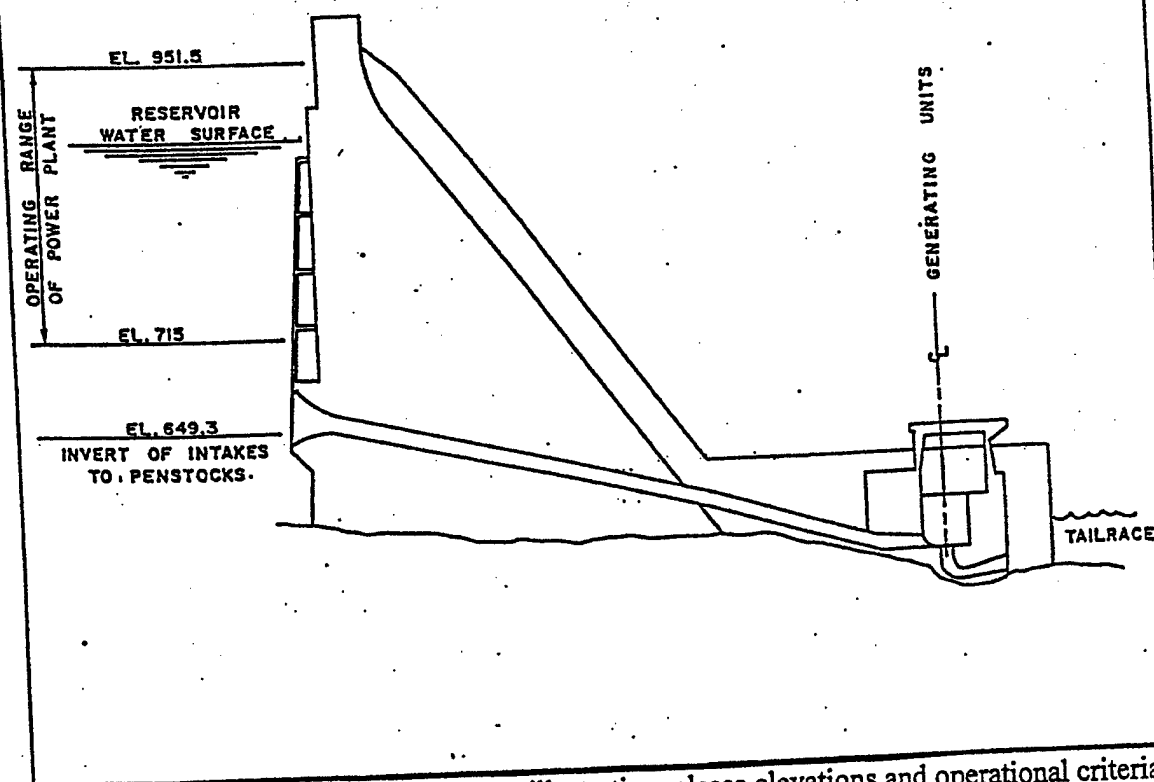 EL. 951.5
RESERVOIR
WATER SURFACE
OPERATING RANGE
OF POWER PLANT
EL. 715
EL. 649.3
INVERT OF INTAKES
TO PENSTOCKS.
GENERATING UNITS
TAILRACE
elevations and operational criteria